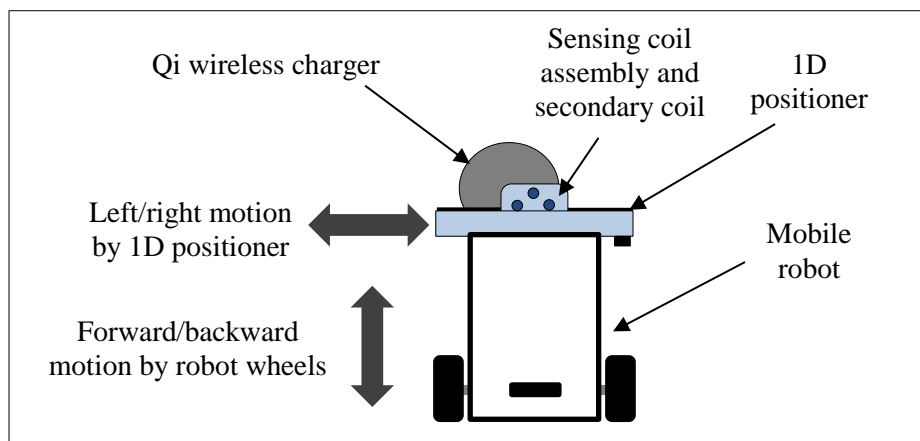 Qi wireless charger
Sensing coil
assembly and
secondary coil
1D
positioner
Left/right motion
by 1D positioner
Mobile
robot
Forward/backward
motion by robot wheels